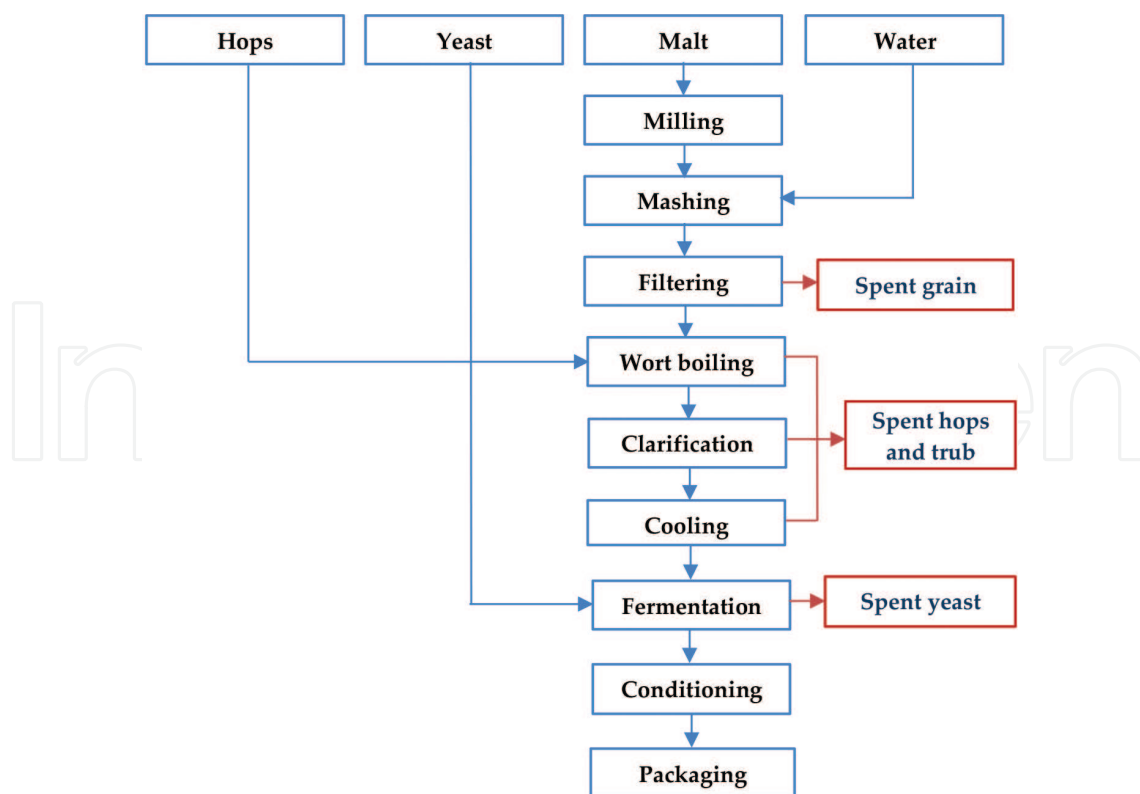 Hops
Yeast
Malt
Water
Milling
Mashing
Filtering
Spent grain
Wort boiling
Spent hops
and trub
Clarification
Cooling
Fermentation
Spent yeast
Conditioning
Packaging